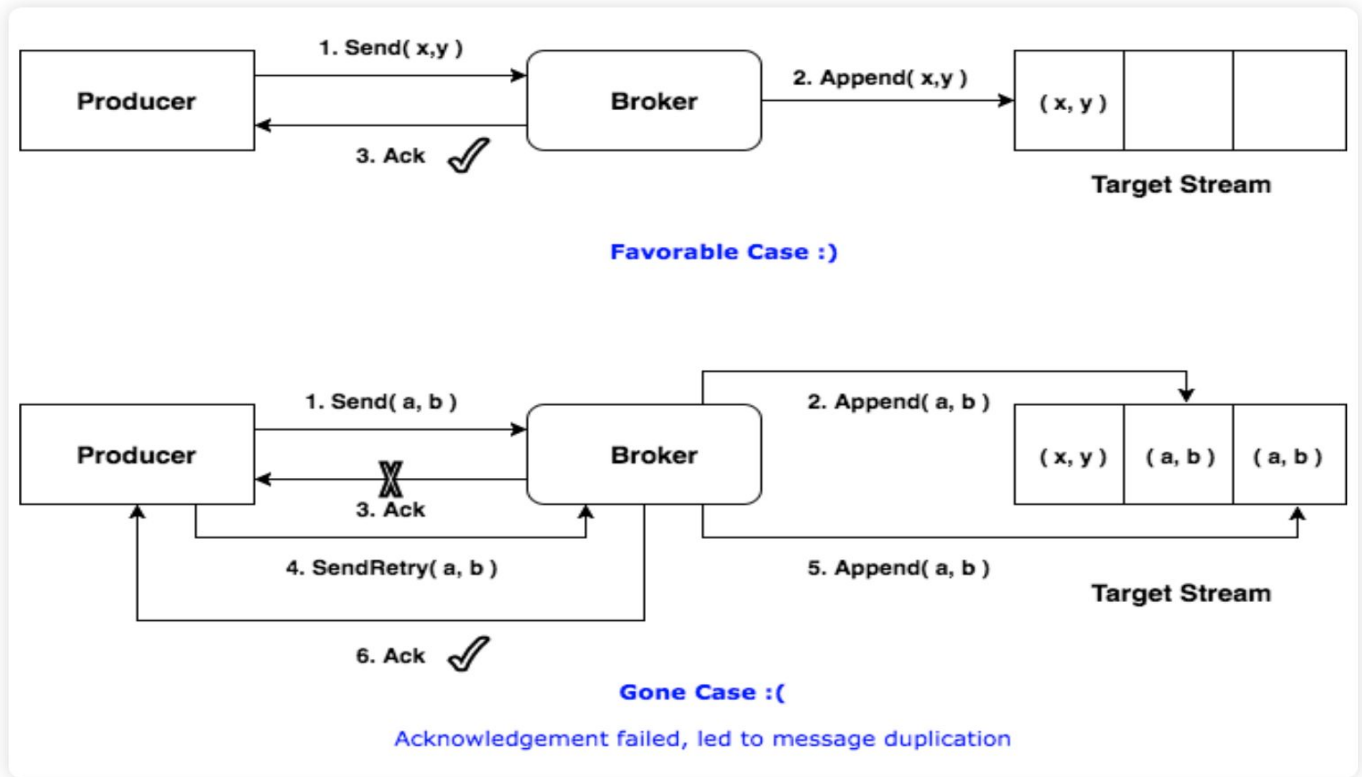 1. Send( x,y )
Producer
Broker
2. Append( x,y )
( x, y )
3. Ack
Target Stream
Favorable Case :)
1. Send( a, b )
2. Append( a, b )
Producer
Broker
( x, y )
( a, b )
( a, b )
3. Ack
4. SendRetry( a, b )
5. Append( a, b )
Target Stream
6. Ack
Gone Case :(
Acknowledgement failed, led to message duplication